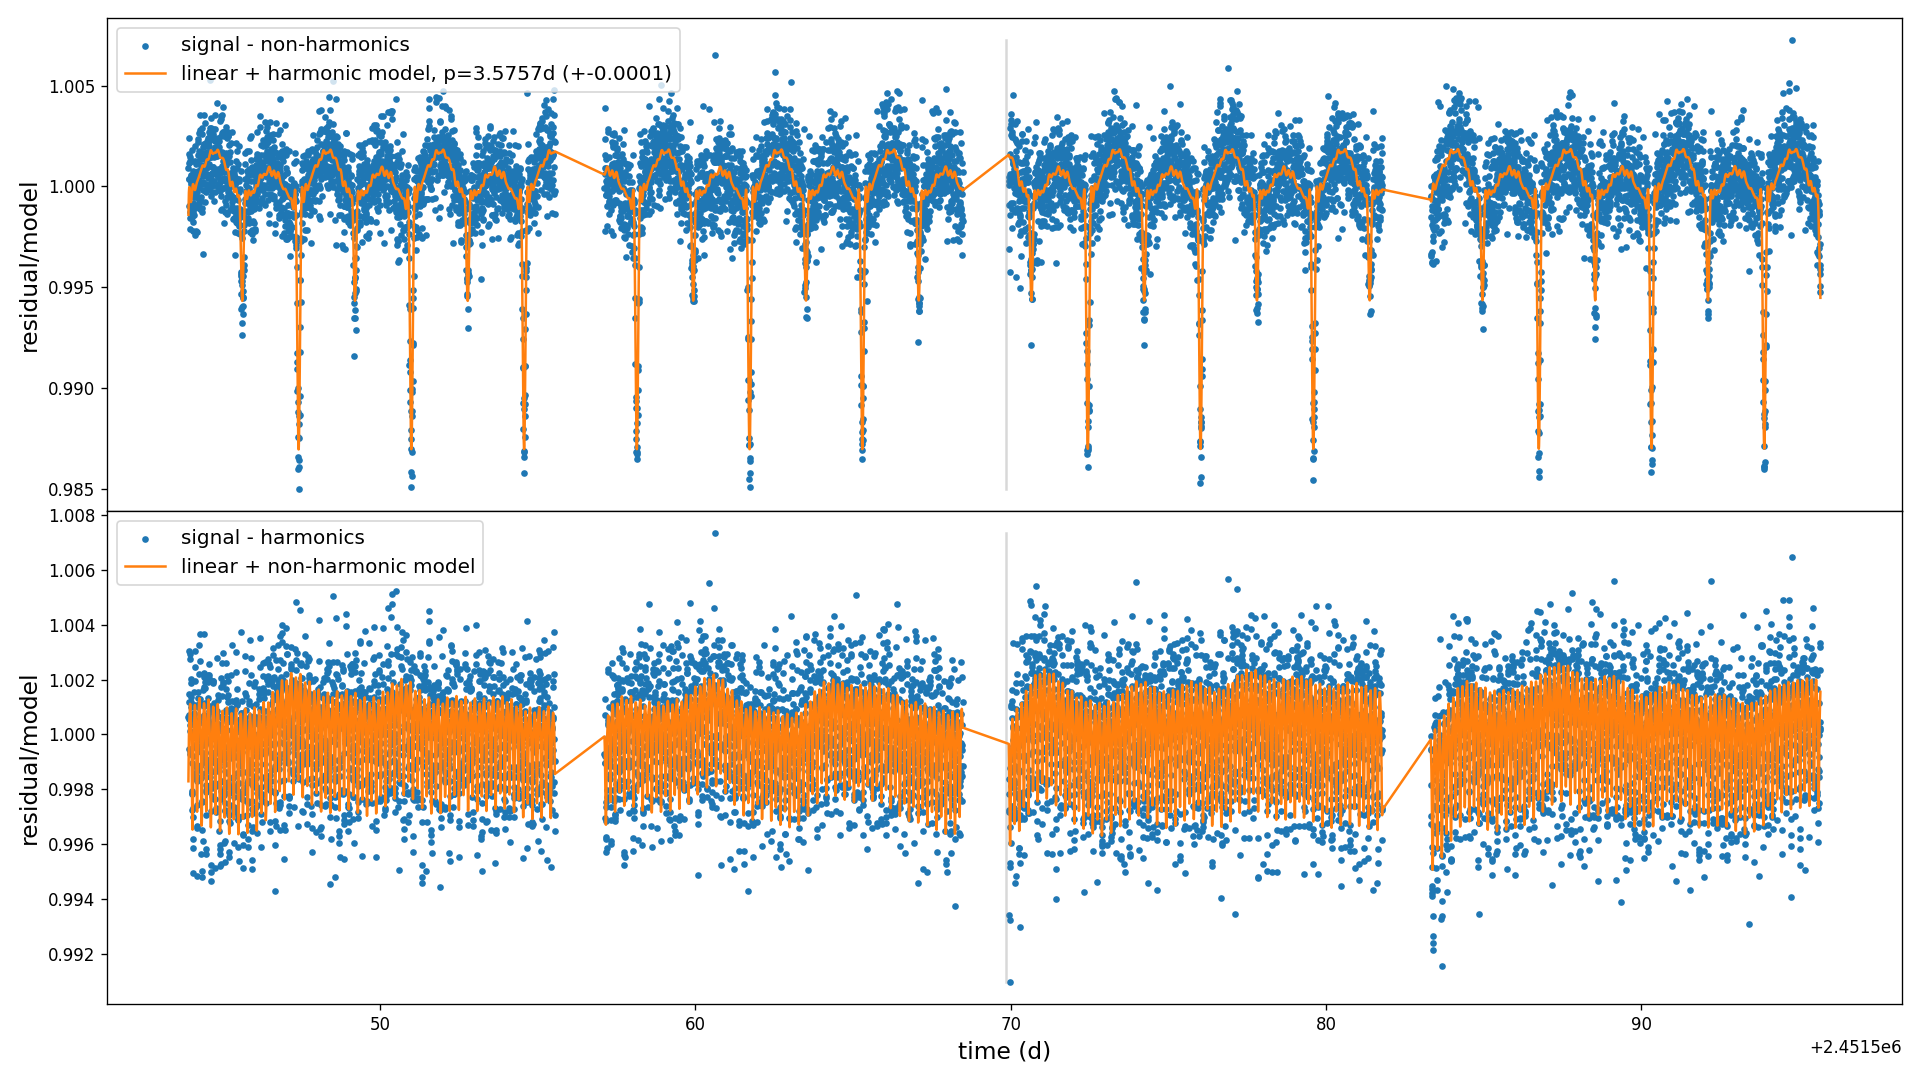 signal - non-harmonics
linear + harmonic model, p=3.5757d (+-0.0001)
1.005
1.000
0.995
0.990
0.985
residual/model
signal - harmonics
linear + non-harmonic model
1.008
1.006
1.004
1.002
1.000
0.998
0.996
0.994
0.992
residual/model
50 60 70 80 90
time (d)
+2.4515e6